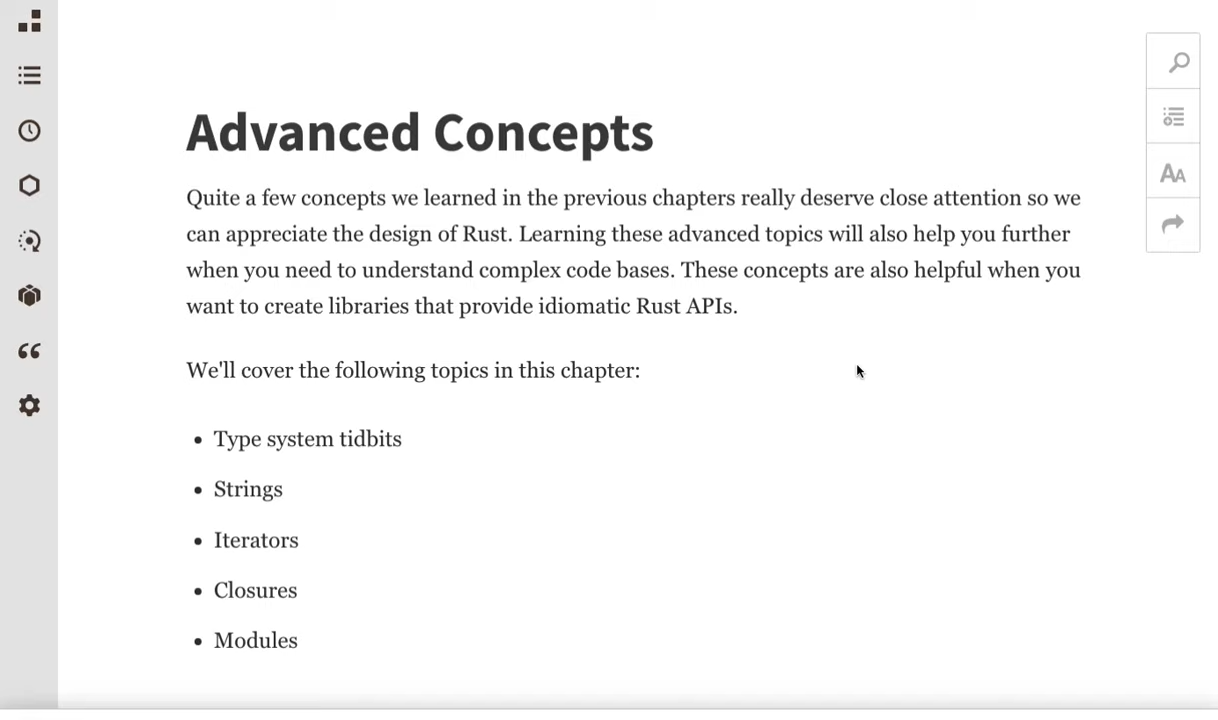 Advanced Concepts
Quite a few concepts we learned in the previous chapters really deserve close attention so we
can appreciate the design of Rust. Learning these advanced topics will also help you further
when you need to understand complex code bases. These concepts are also helpful when you
want to create libraries that provide idiomatic Rust APIs.
We'll cover the following topics in this chapter:
• Type system tidbits
• Strings
• Iterators
• Closures
• Modules
AA